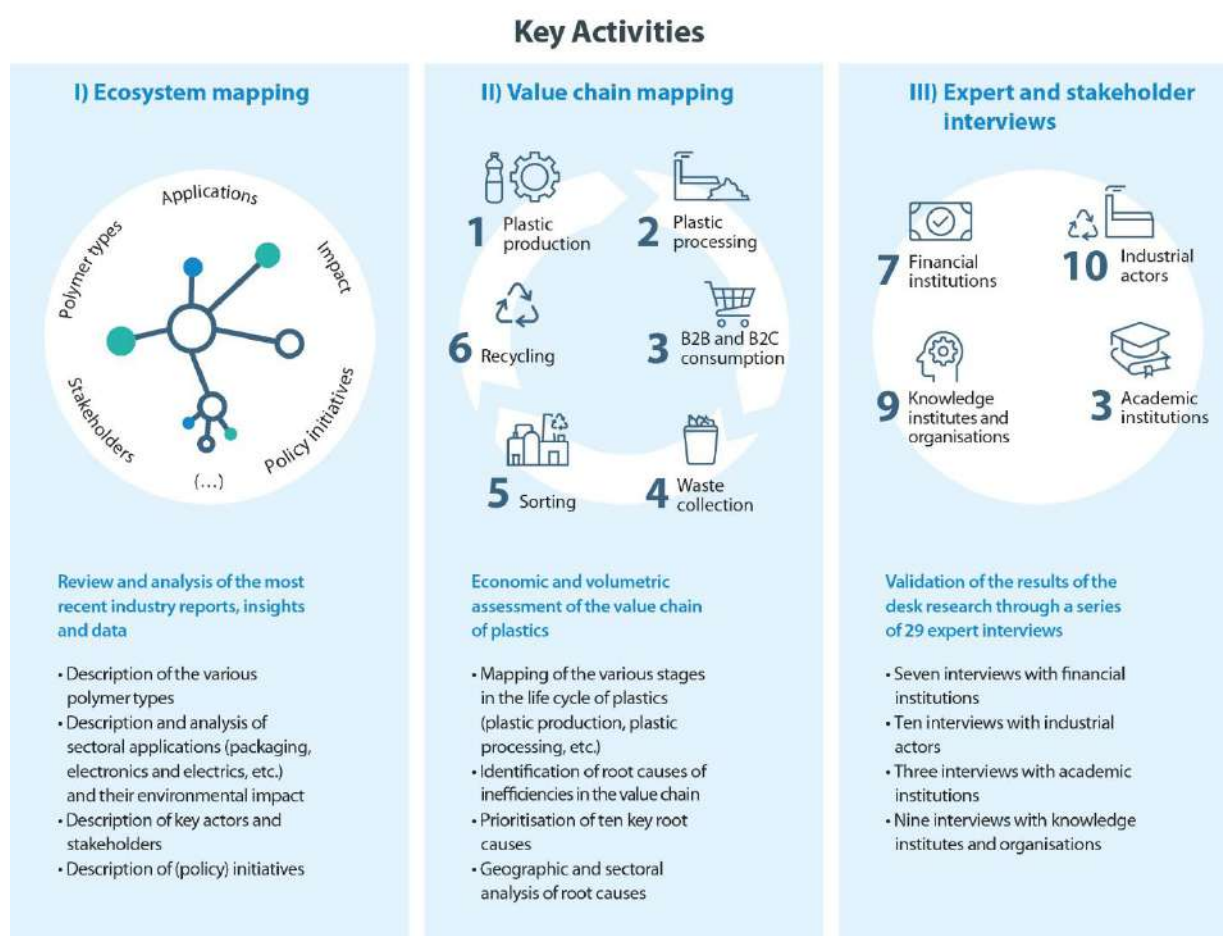 Key Activities
I) Ecosystem mapping
Applications
Polymer types
Impact
Stakeholders
Policy initiatives
(...)
Review and analysis of the most
recent industry reports, insights
and data
• Description of the various
polymer types
• Description and analysis of
sectoral applications (packaging,
electronics and electrics, etc.)
and their environmental impact
• Description of key actors and
stakeholders
• Description of (policy) initiatives
II) Value chain mapping
1 Plastic
production
2 Plastic
processing
3 B2B and B2C
consumption
4 Waste
collection
5 Sorting
6 Recycling
Economic and volumetric
assessment of the value chain
of plastics
• Mapping of the various stages
in the life cycle of plastics
(plastic production, plastic
processing, etc.)
• Identification of root causes of
inefficiencies in the value chain
• Prioritisation of ten key root
causes
• Geographic and sectoral
analysis of root causes
III) Expert and stakeholder
interviews
7 Financial
institutions
10 Industrial
actors
9 Knowledge
institutes and
organisations
3 Academic
institutions
Validation of the results of the
desk research through a series
of 29 expert interviews
• Seven interviews with financial
institutions
• Ten interviews with industrial
actors
• Three interviews with academic
institutions
• Nine interviews with knowledge
institutes and organisations